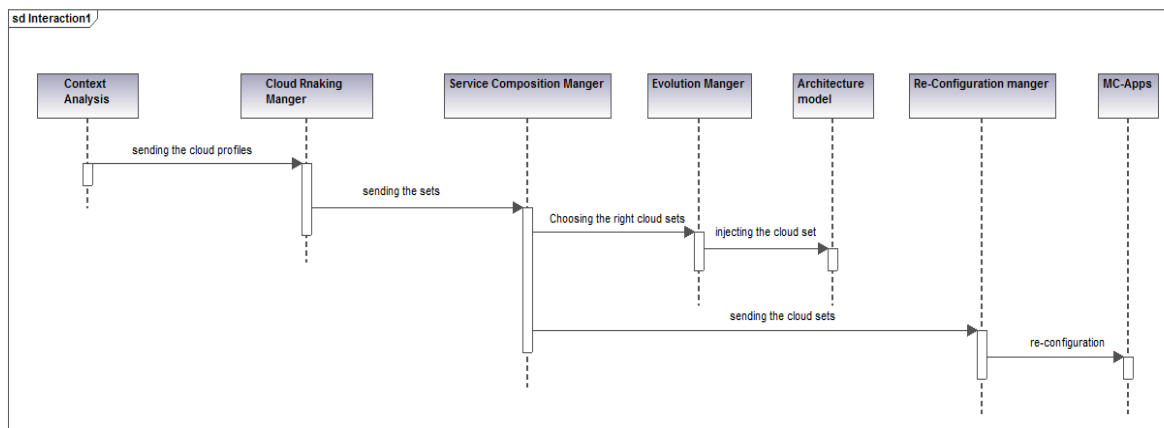 sd Interaction1
Context
Analysis
Cloud Rnaking
Manger
Service Composition Manger
Evolution Manger
Architecture
model
Re-Configuration manger
MC-Apps
sending the cloud profiles
sending the sets
Choosing the right cloud sets
injecting the cloud set
sending the cloud sets
re-configuration